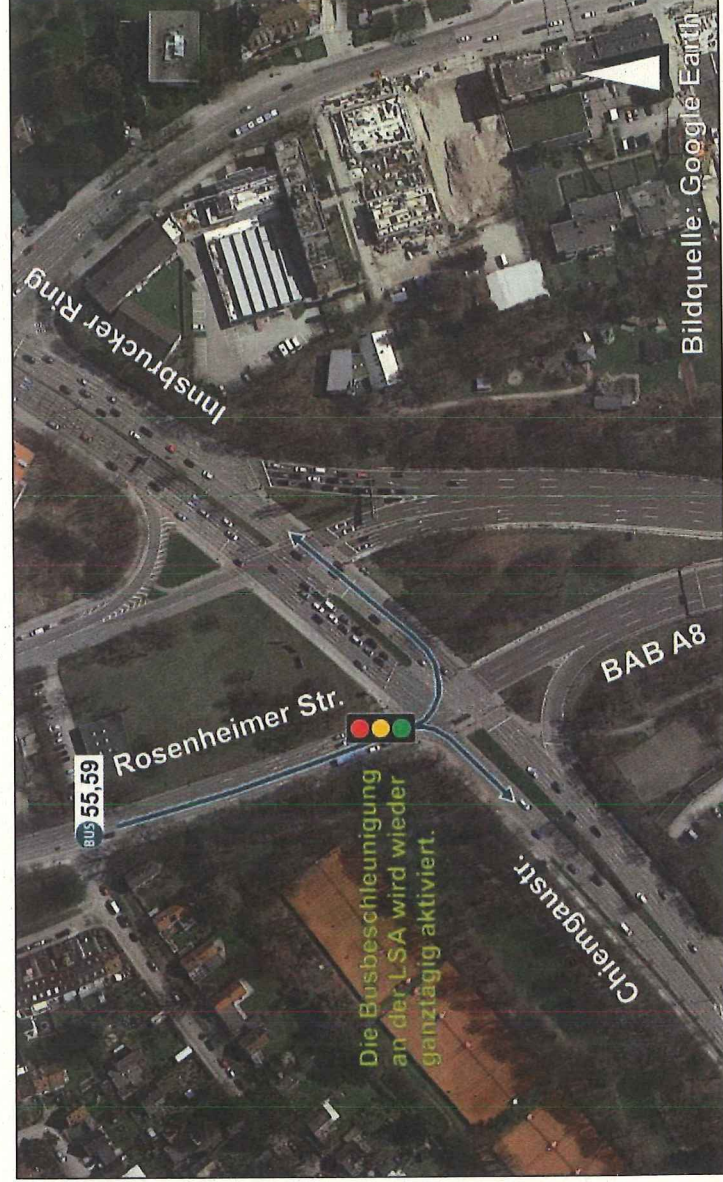 Innsbrucker Ring
BUS 55,59
Rosenheimer Str.
Die Busbeschleunigung
an der LSA wird wieder
ganztägig aktiviert.
Chiemgaustr.
BAB A8
Bildquelle: Google Earth